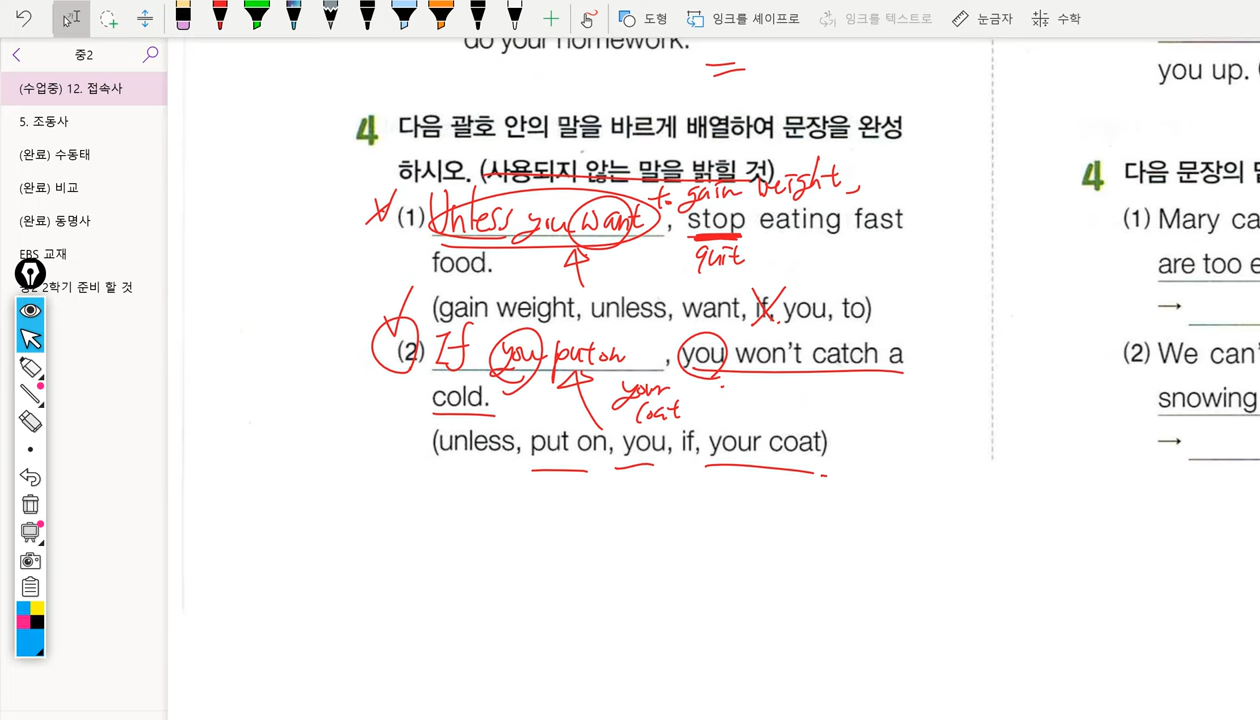 도형
잉크를 셰이프로
잉크를 텍스트로
눈금자
수학
중2
(수업중) 12. 접속사
5. 조동사
(완료) 수동태
(완료) 비교
(완료) 동명사
EBS 교재
중2 2학기 준비 할 것
do your homework.
4 다음 괄호 안의 말을 바르게 배열하여 문장을 완성
하시오. (사용되지 않는 말을 밝힐 것)
to gain weight,
(1) Unless you want, stop eating fast
quit
food.
(gain weight, unless, want, if, you, to)
(2) If you put on, you won't catch a
your
coat
cold.
(unless, put on, you, if, your coat)
you up. (
4 다음 문장의
(1) Mary ca
are too e
→
(2) We can'
snowing
→